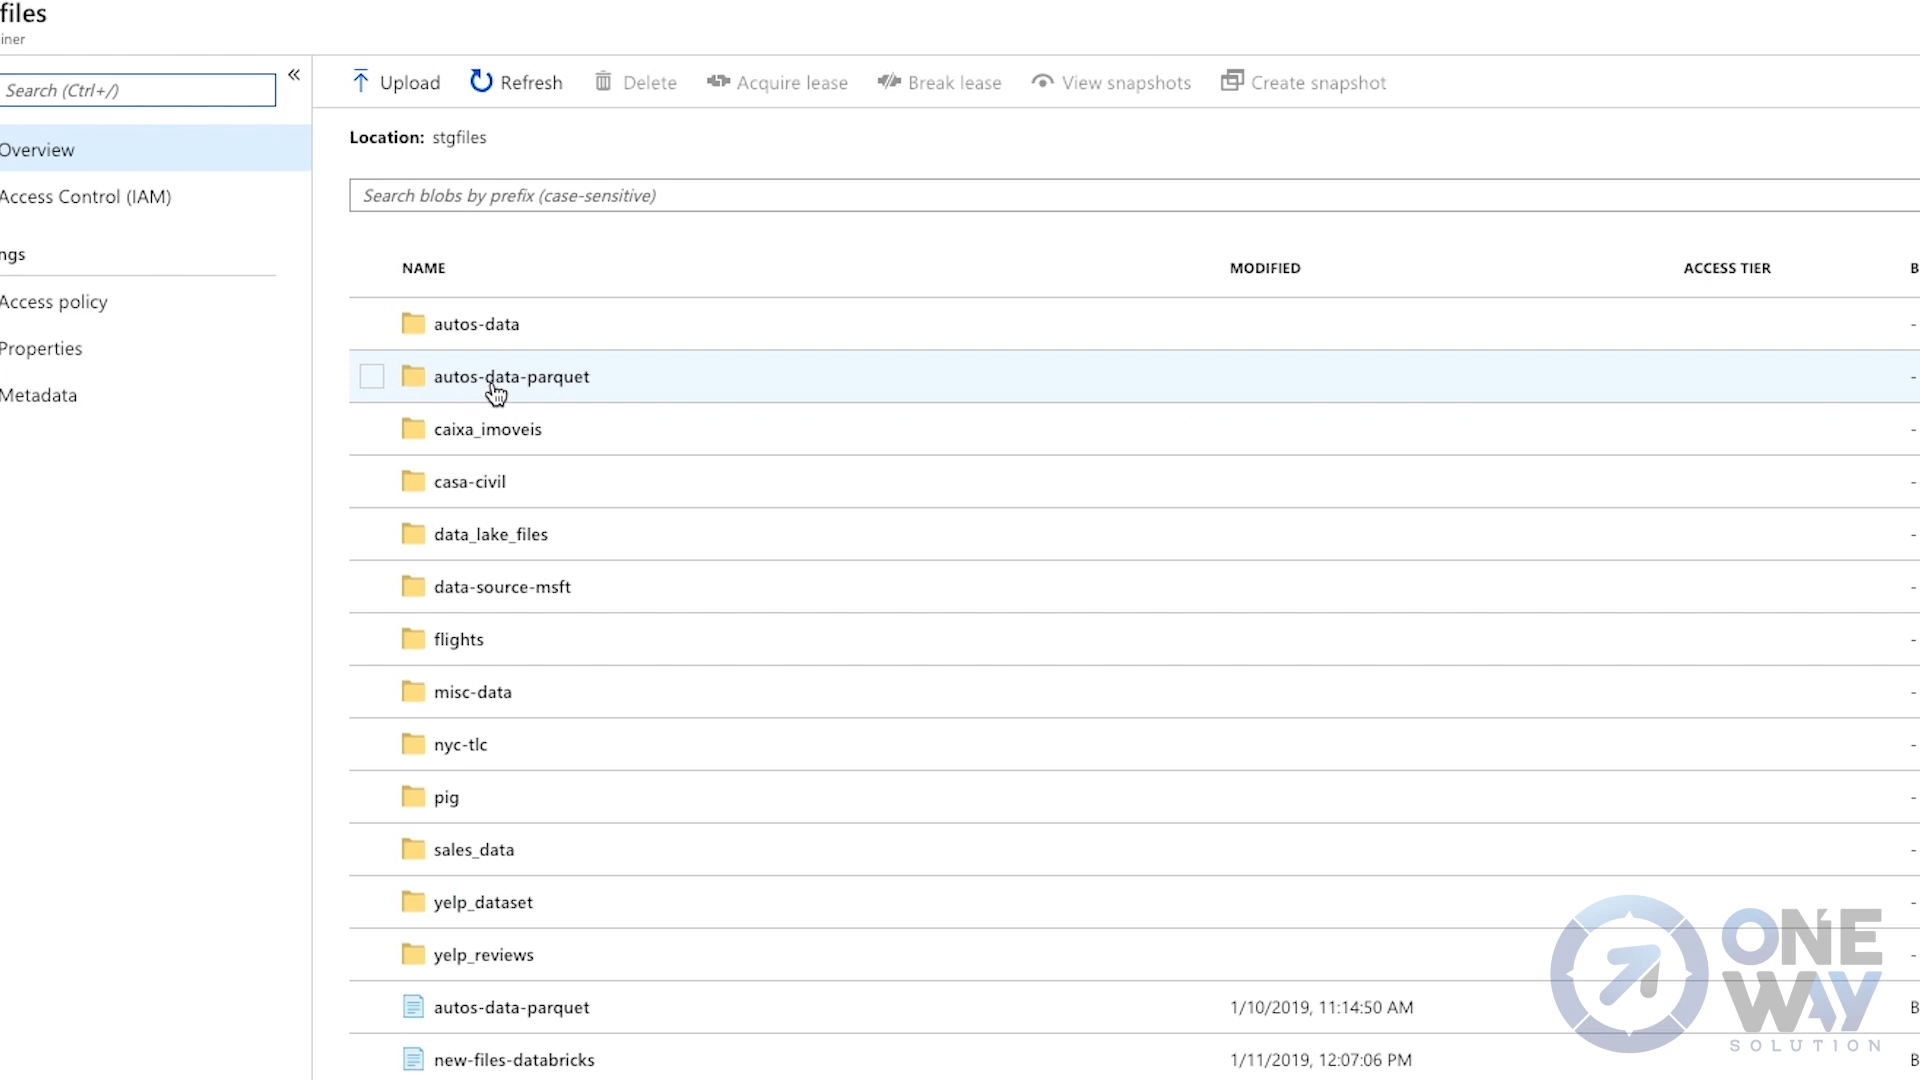 files
iner
Search (Ctrl+/)
«
Upload Refresh Delete Acquire lease Break lease View snapshots Create snapshot
Overview
Access Control (IAM)
ngs
Access policy
Properties
Metadata
Location: stgfiles
Search blobs by prefix (case-sensitive)
NAME MODIFIED ACCESS TIER B
autos-data -
autos-data-parquet -
caixa_imoveis -
casa-civil -
data_lake_files -
data-source-msft -
flights -
misc-data -
nyc-tlc -
pig -
sales_data -
yelp_dataset -
yelp_reviews -
autos-data-parquet 1/10/2019, 11:14:50 AM B
new-files-databricks 1/11/2019, 12:07:06 PM B
ONE
WAY
SOLUTION